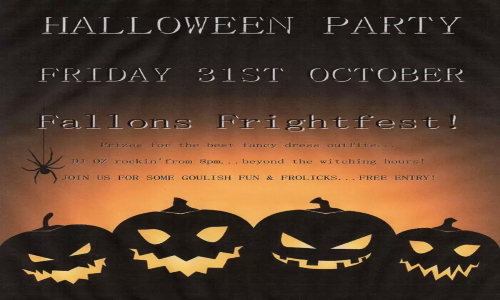 HALLOWEEN PARTY
FRIDAY 31ST OCTOBER
Fallons Frightfest!
Prizes for the best fancy dress outfits...
DJ OZ rockin'from 8pm...beyond the witching hours!
JOIN US FOR SOME GOULISH FUN & FROLICKS...FREE ENTRY!